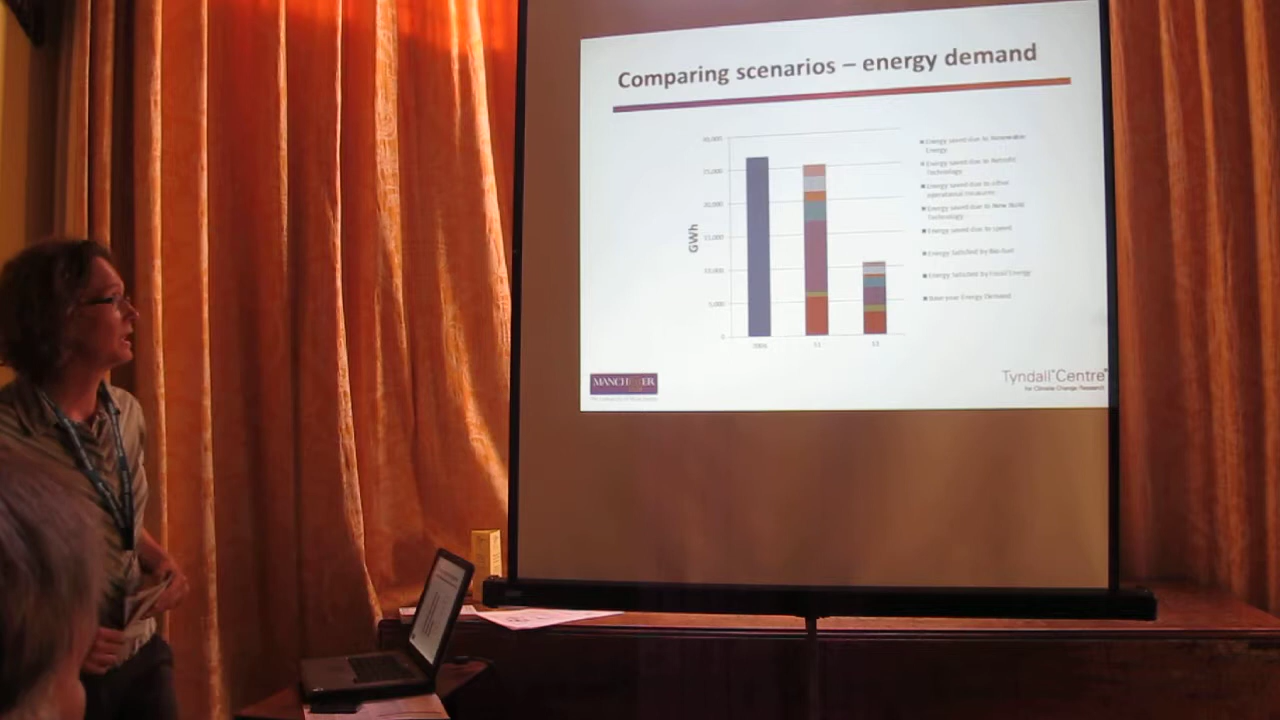 Comparing scenarios – energy demand
30,000
25,000
20,000
15,000
10,000
5,000
0
GWh
2006
S1
Energy saved due to Renewable
Energy
Energy saved due to Retrofit
Technology
Energy saved due to other
operational measures
Energy saved due to New Build
Technology
Energy saved due to speed
Energy Satisfied by Bio-fuel
Energy Satisfied by Fossil Energy
Base year Energy Demand
MANCHESTER
Tyndall°Centre®
for Climate Change Research